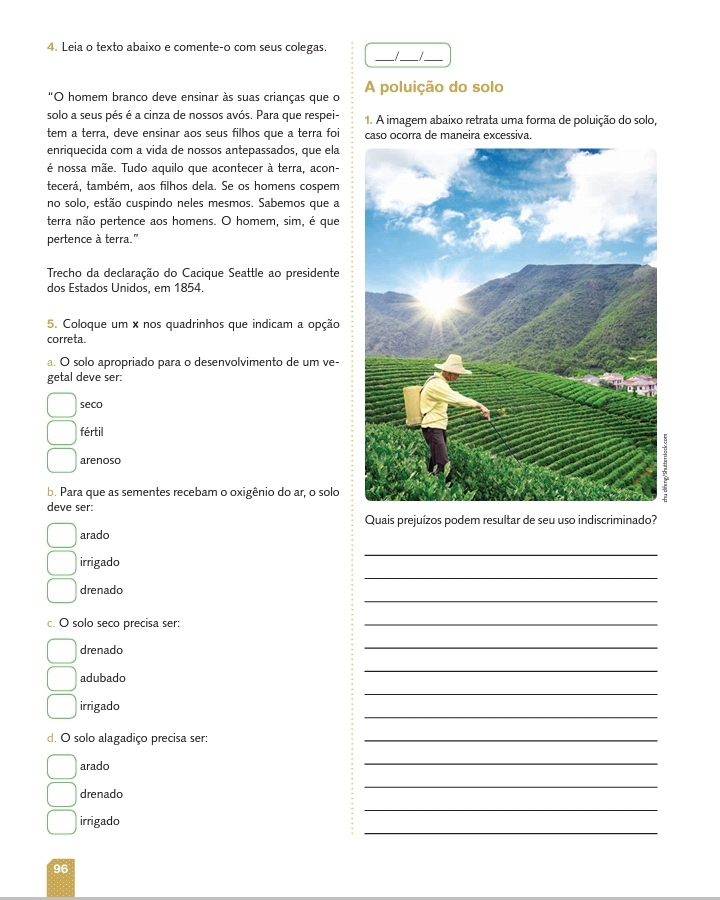 4. Leia o texto abaixo e comente-o com seus colegas.
“O homem branco deve ensinar às suas crianças que o
solo a seus pés é a cinza de nossos avós. Para que respei-
tem a terra, deve ensinar aos seus filhos que a terra foi
enriquecida com a vida de nossos antepassados, que ela
é nossa mãe. Tudo aquilo que acontecer à terra, acon-
tecerá, também, aos filhos dela. Se os homens cospem
no solo, estão cuspindo neles mesmos. Sabemos que a
terra não pertence aos homens. O homem, sim, é que
pertence à terra.”
Trecho da declaração do Cacique Seattle ao presidente
dos Estados Unidos, em 1854.
5. Coloque um x nos quadrinhos que indicam a opção
correta.
a. O solo apropriado para o desenvolvimento de um ve-
getal deve ser:
seco
fértil
arenoso
b. Para que as sementes recebam o oxigênio do ar, o solo
deve ser:
arado
irrigado
drenado
c. O solo seco precisa ser:
drenado
adubado
irrigado
d. O solo alagadiço precisa ser:
arado
drenado
irrigado
96
___/___/___
A poluição do solo
1. A imagem abaixo retrata uma forma de poluição do solo,
caso ocorra de maneira excessiva.
zhu difeng/Shutterstock.com
Quais prejuízos podem resultar de seu uso indiscriminado?